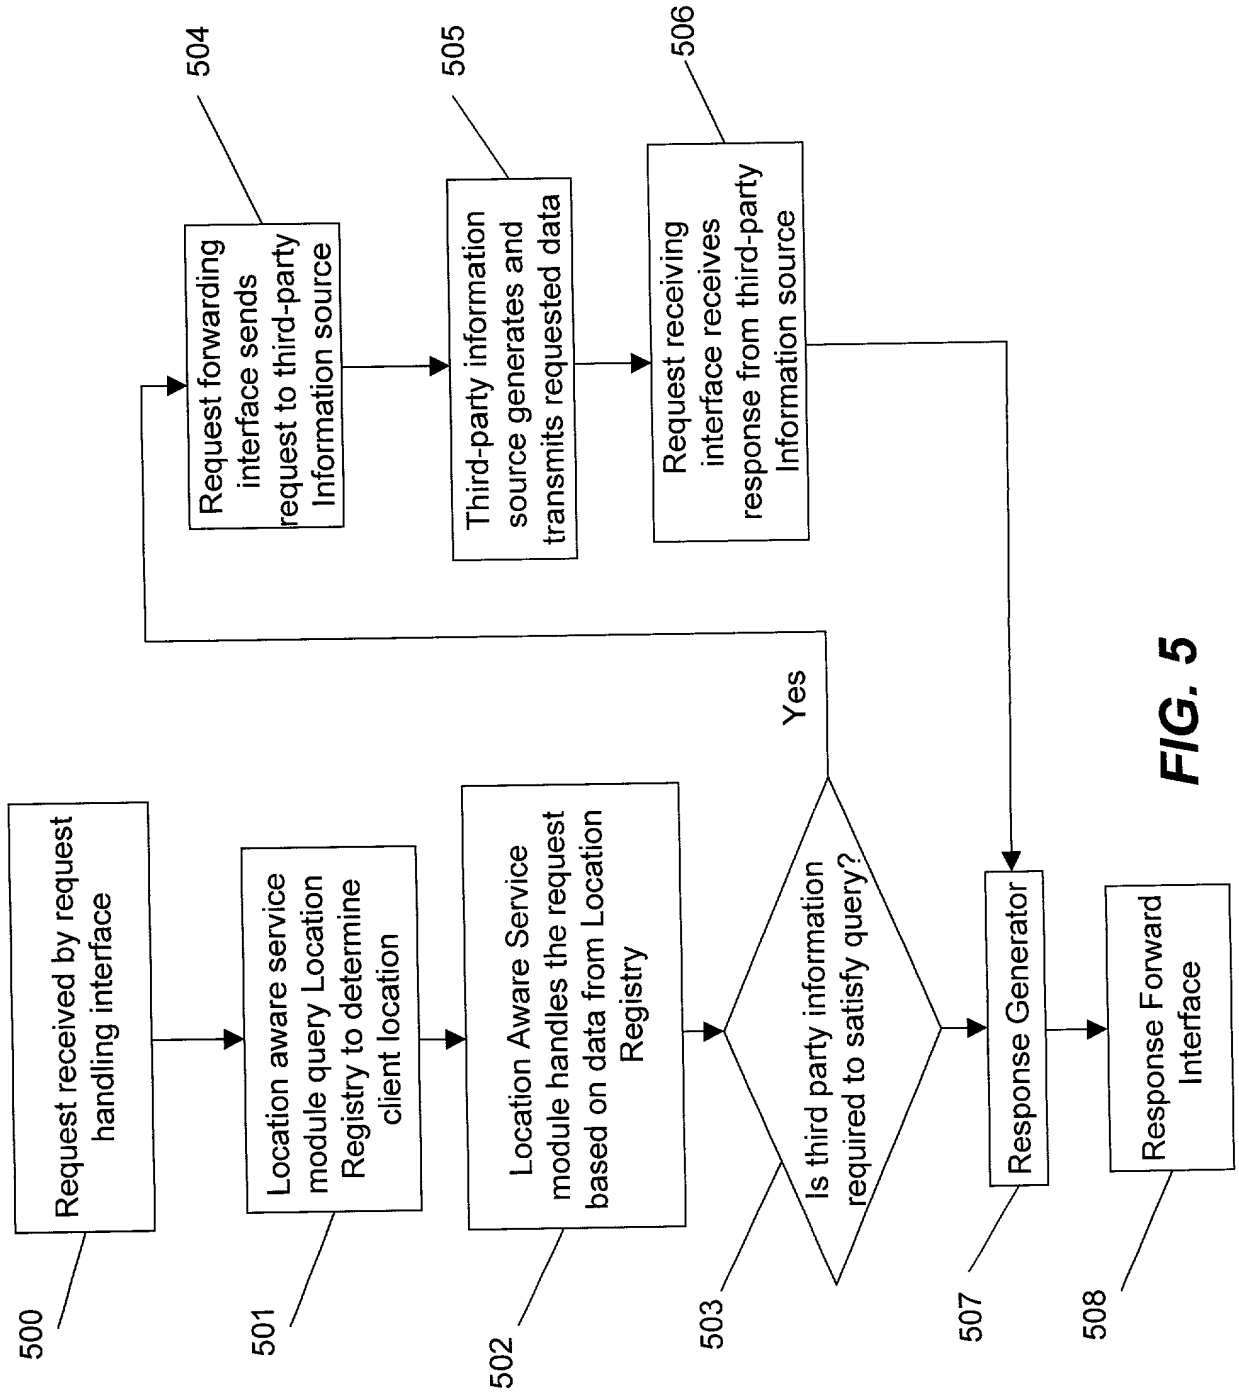 500
Request received by request
handling interface
501
Location aware service
module query Location
Registry to determine
client location
502
Location Aware Service
module handles the request
based on data from Location
Registry
503
Is third party information
required to satisfy query?
Yes
504
Request forwarding
interface sends
request to third-party
Information source
505
Third-party information
source generates and
transmits requested data
506
Request receiving
interface receives
response from third-party
Information source
507
Response Generator
508
Response Forward
Interface
FIG. 5